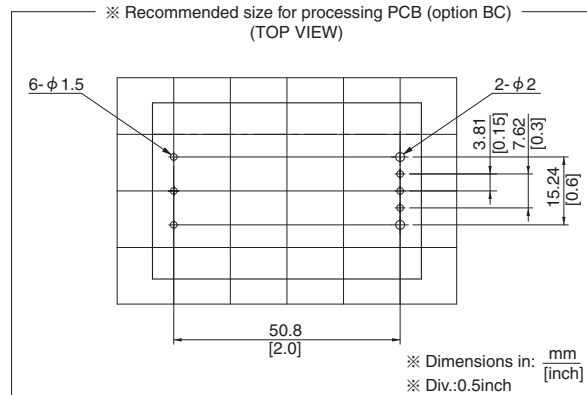 ※ Recommended size for processing PCB (option BC)
(TOP VIEW)
6-φ1.5
2-φ2
3.81
[0.15]
7.62
[0.3]
15.24
[0.6]
50.8
[2.0]
※ Dimensions in: mm
[inch]
※ Div.:0.5inch